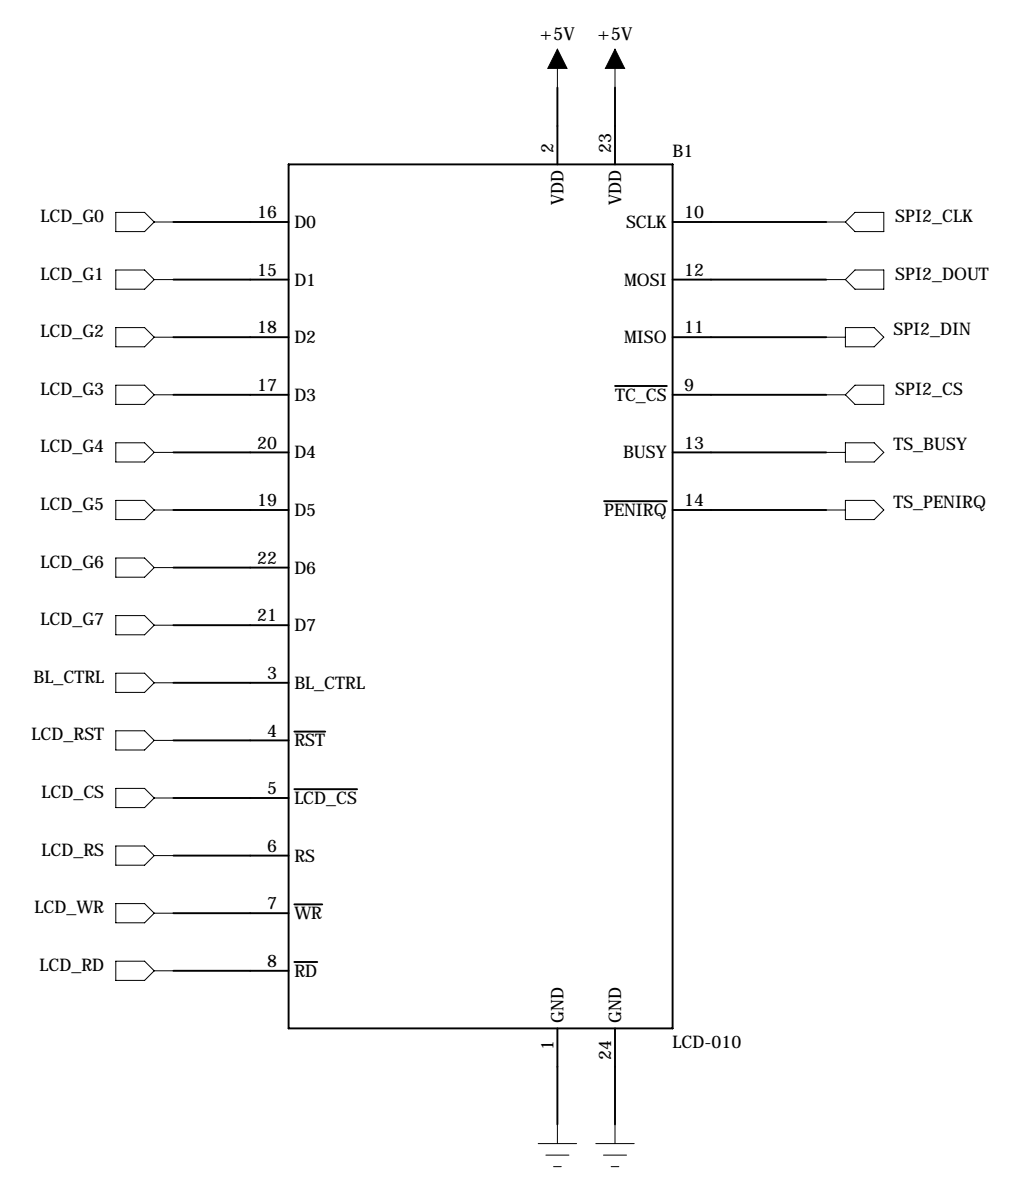 +5V +5V
2 23
B1
VDD VDD
LCD_G0 16 D0 SCLK 10 SPI2_CLK
LCD_G1 15 D1 MOSI 12 SPI2_DOUT
LCD_G2 18 D2 MISO 11 SPI2_DIN
LCD_G3 17 D3 TC_CS 9 SPI2_CS
LCD_G4 20 D4 BUSY 13 TS_BUSY
LCD_G5 19 D5 PENIRQ 14 TS_PENIRQ
LCD_G6 22 D6
LCD_G7 21 D7
BL_CTRL 3 BL_CTRL
LCD_RST 4 RST
LCD_CS 5 LCD_CS
LCD_RS 6 RS
LCD_WR 7 WR
LCD_RD 8 RD
GND GND
1 24
LCD-010